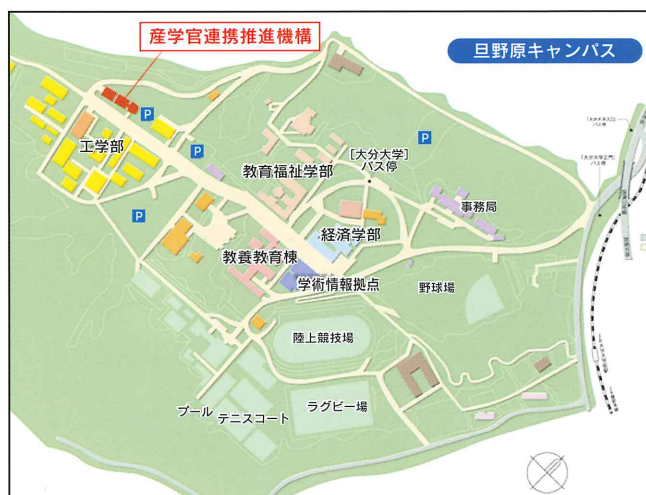 産学官連携推進機構
旦野原キャンパス
P
工学部
P
P
教育福祉学部
[大分大学]
バス停
P
事務局
経済学部
教養教育棟
学術情報拠点
野球場
陸上競技場
プール
テニスコート
ラグビー場